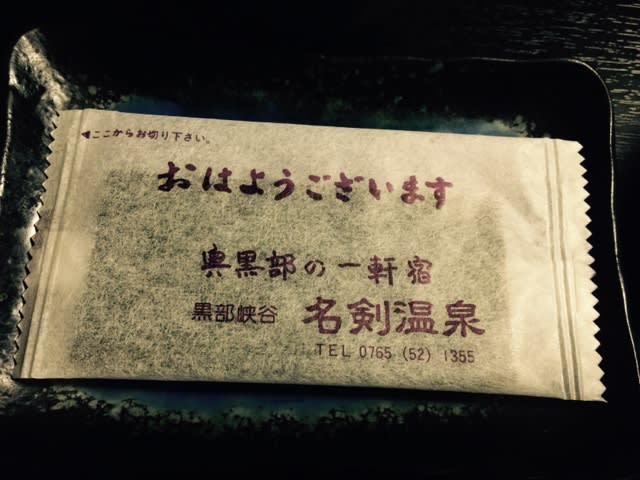 ◀ここからお切り下さい。
おはようございます
奥黒部の一軒宿
黒部峡谷 名剣温泉
TEL 0765 (52) 1355